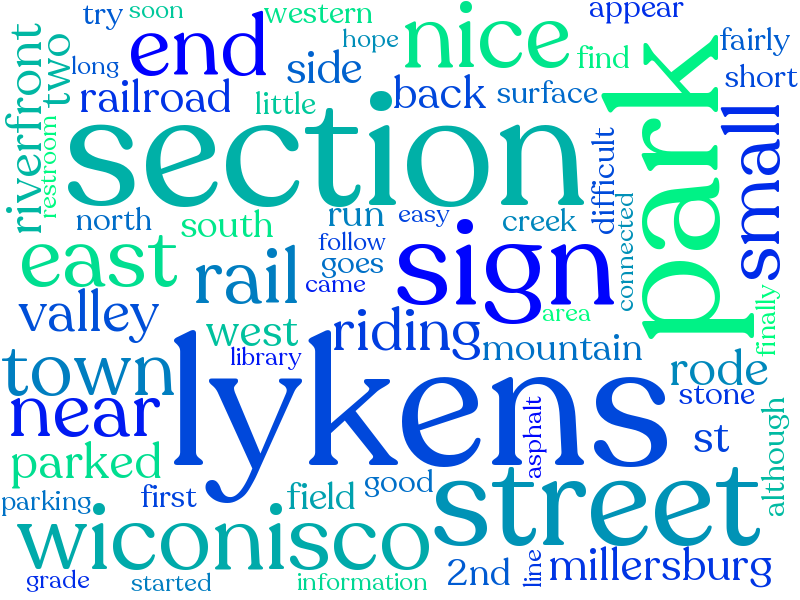 try
soon
western
appear
end
nice
hope
fairly
long
side
find
short
riverfront
two
railroad
little
back
surface
restroom
section
park
small
difficult
north
south
run
easy
creek
east
rail
follow
goes
came
sign
connected
valley
west
riding
area
finally
library
mountain
town
lykens
rode
near
stone
asphalt
although
st
parked
field
good
street
parking
first
wiconisco
2nd
line
millersburg
grade
started
information